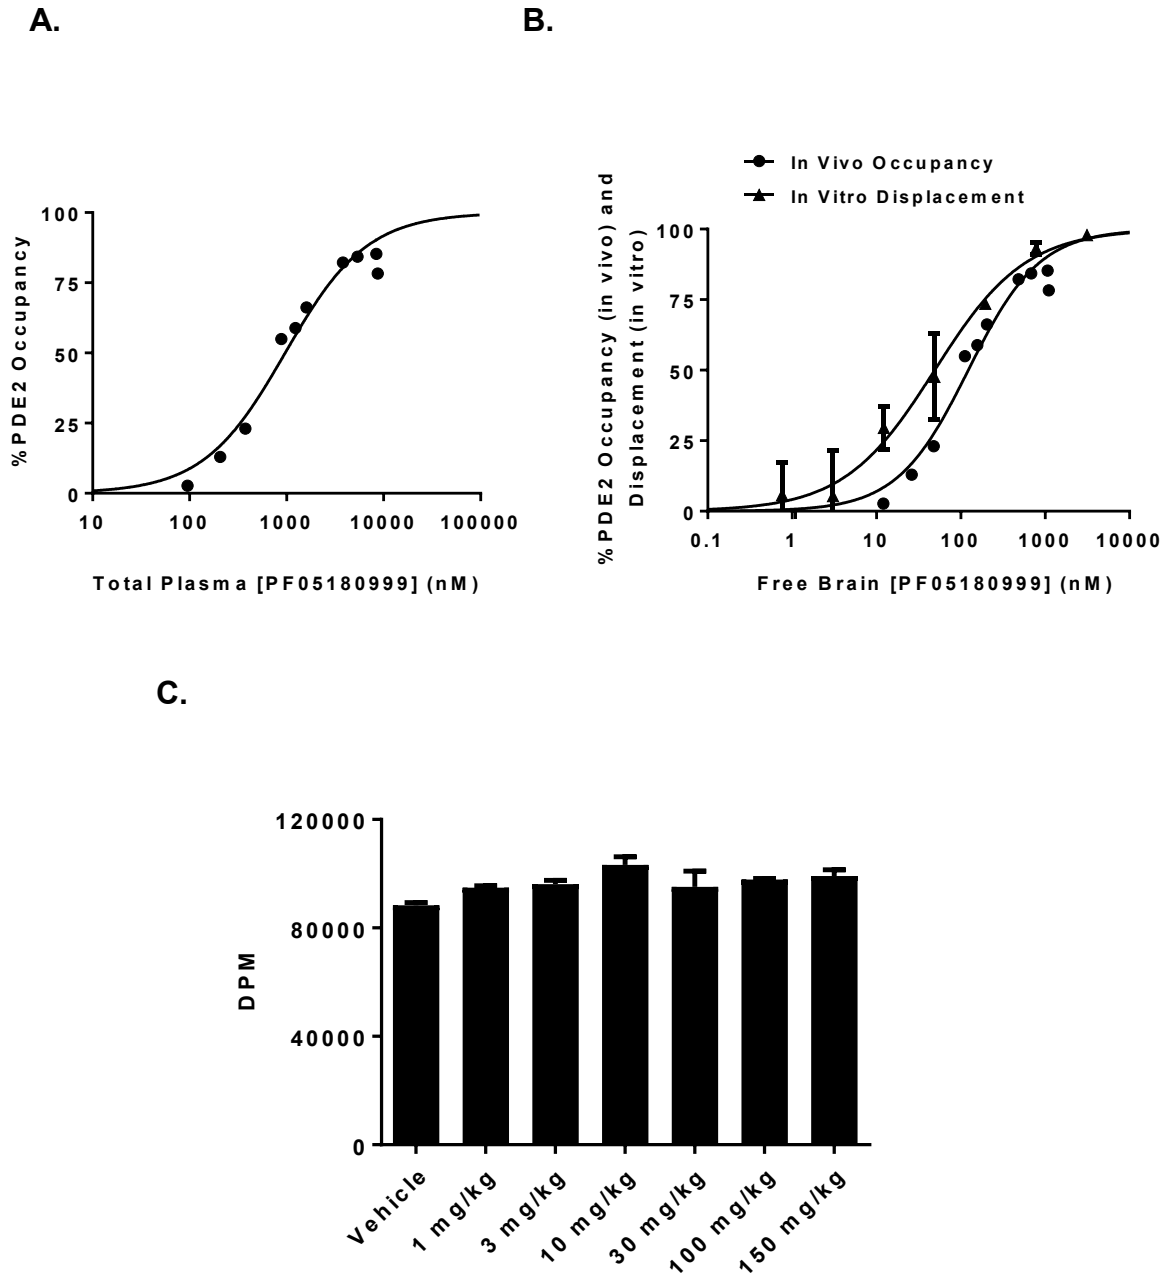 A.
100
75
50
25
0
%PDE2 Occupancy
10 100 1000 10000 100000
Total Plasma [PF05180999] (nM)
B.
In Vivo Occupancy
In Vitro Displacement
%PDE2 Occupancy (in vivo) and
Displacement (in vitro)
100
75
50
25
0
0.1 1 10 100 1000 10000
Free Brain [PF05180999] (nM)
C.
120000
80000
40000
0
DPM
Vehicle
1 mg/kg
3 mg/kg
10 mg/kg
30 mg/kg
100 mg/kg
150 mg/kg